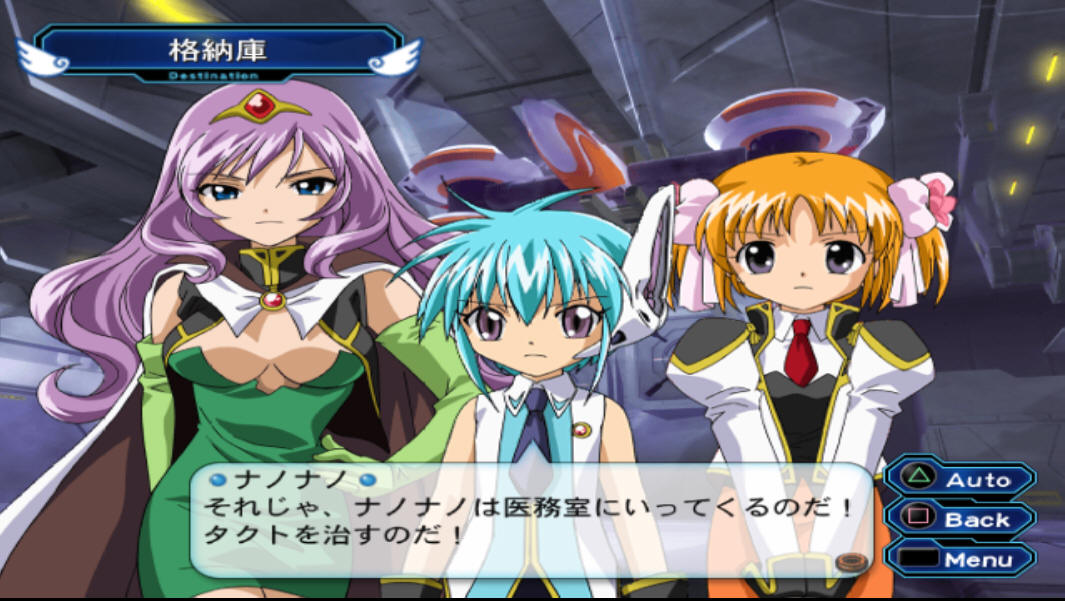 格納庫
Destination
ナノナノ
それじゃ、ナノナノは医務室にいってくるのだ！
タクトを治すのだ！
Auto
Back
Menu